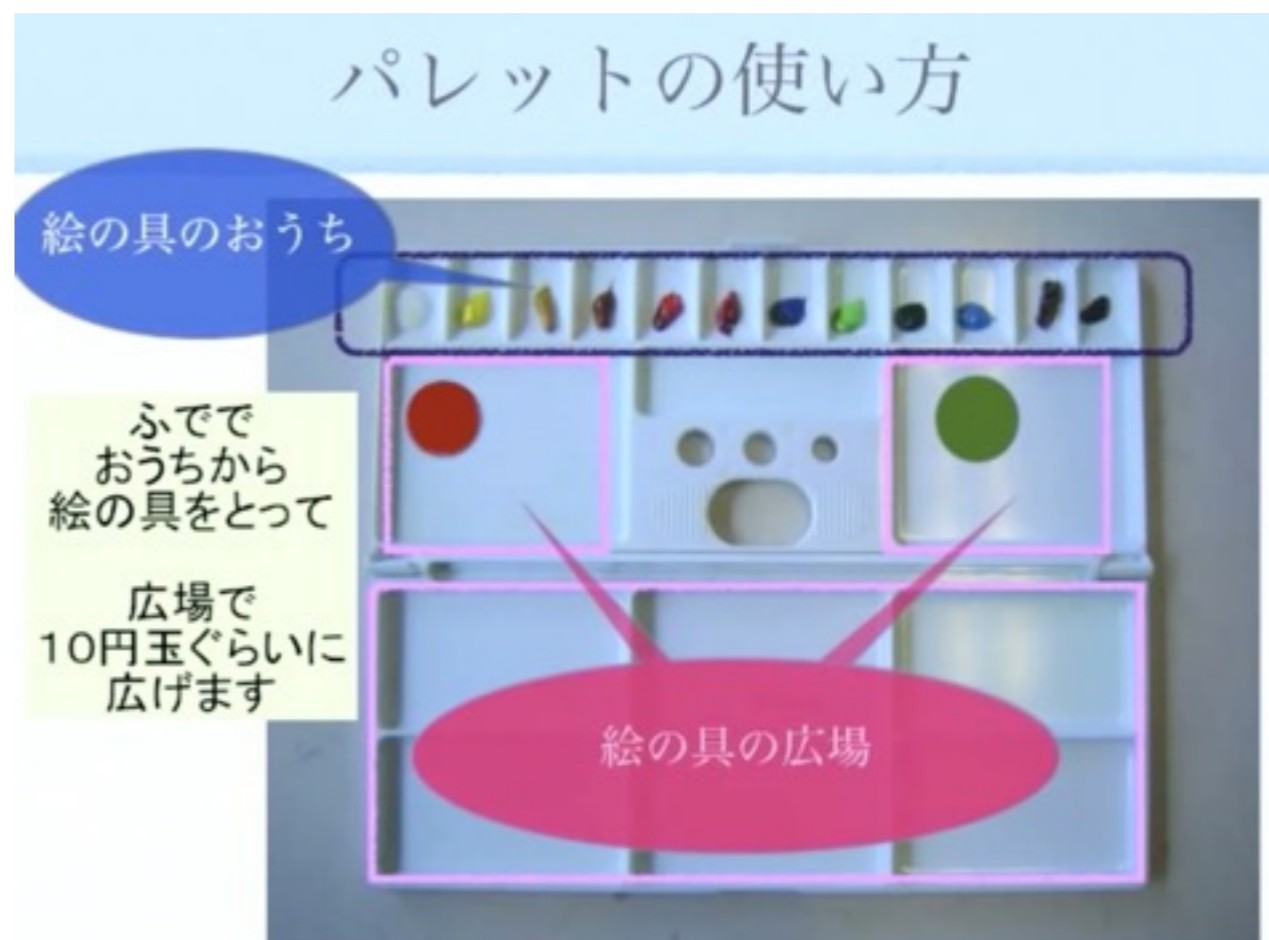 パレットの使い方
絵の具のおうち
ふでで
おうちから
絵の具をとって
広場で
10円玉ぐらいに
広げます
絵の具の広場